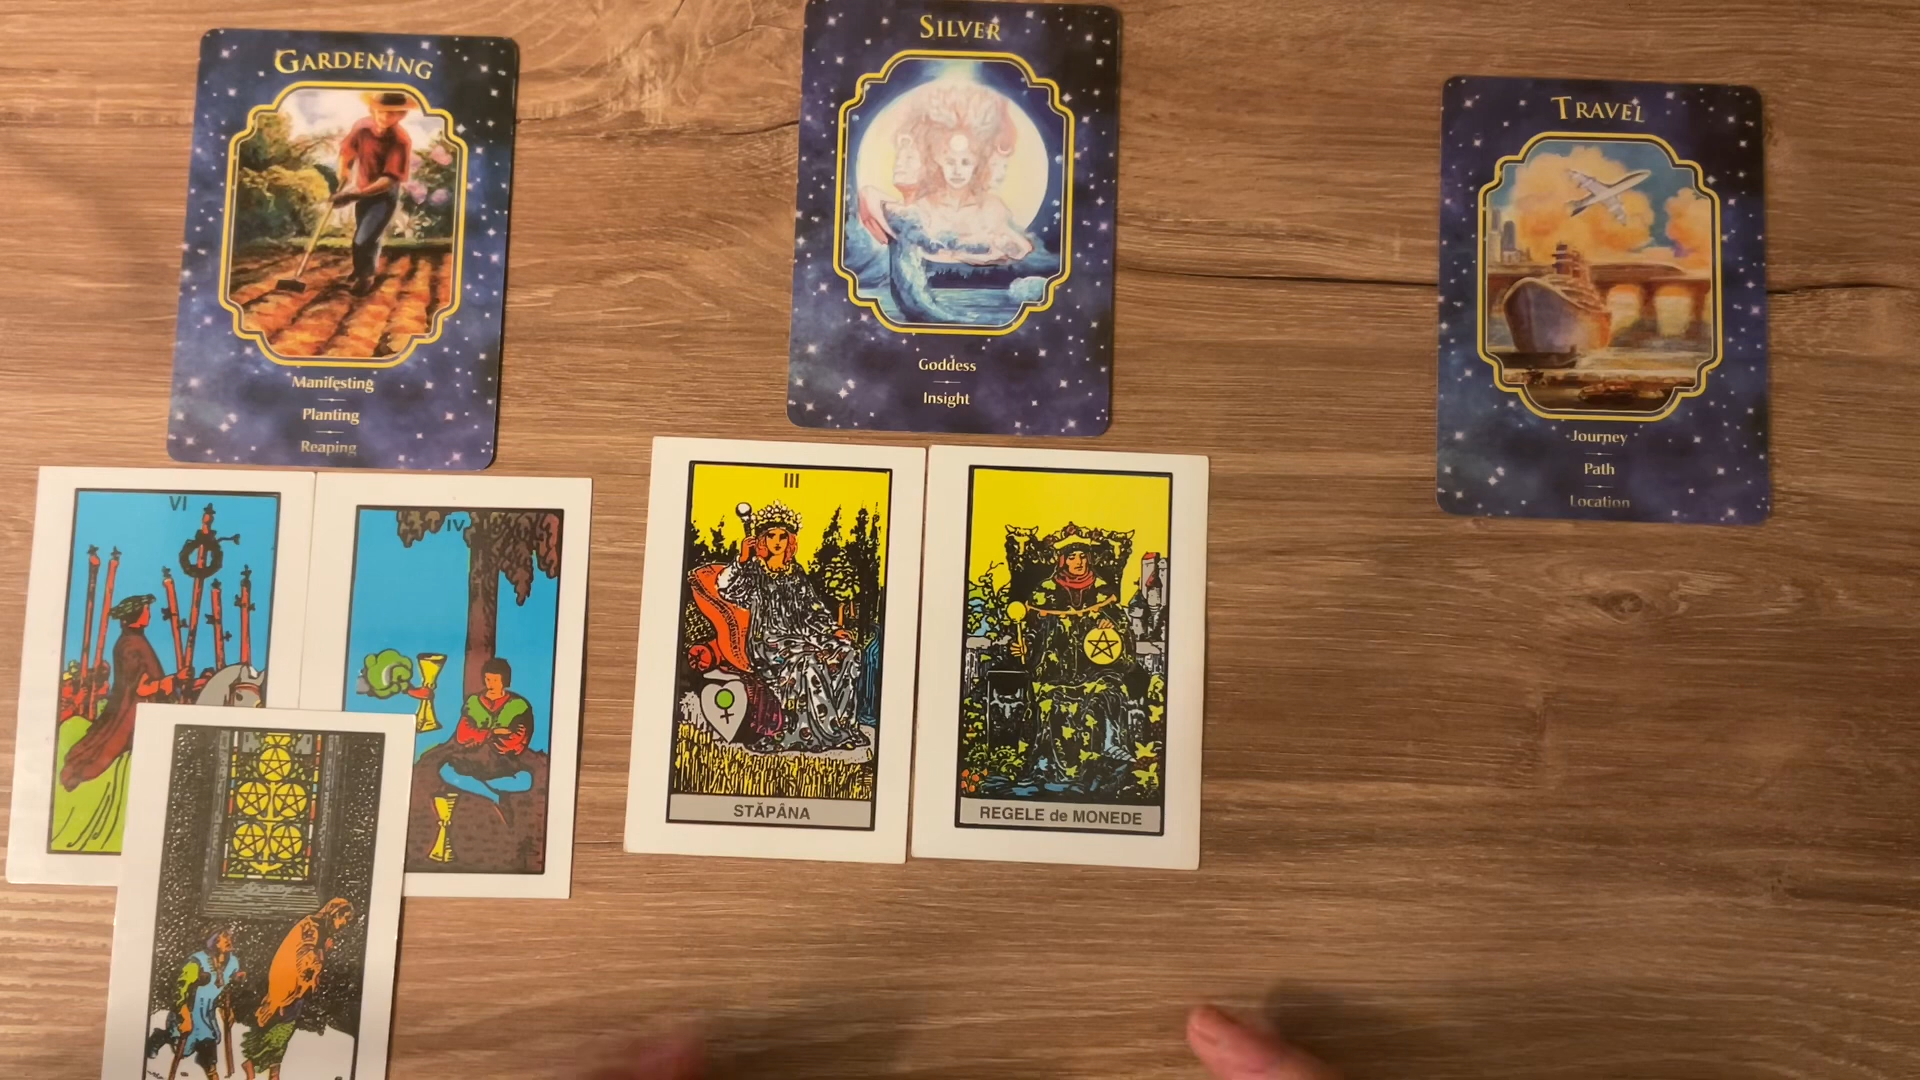 GARDENING
Manifesting
Planting
Reaping
SILVER
Goddess
Insight
TRAVEL
Journey
Path
Location
VI
IV
III
STĂPÂNA
REGELE de MONEDE